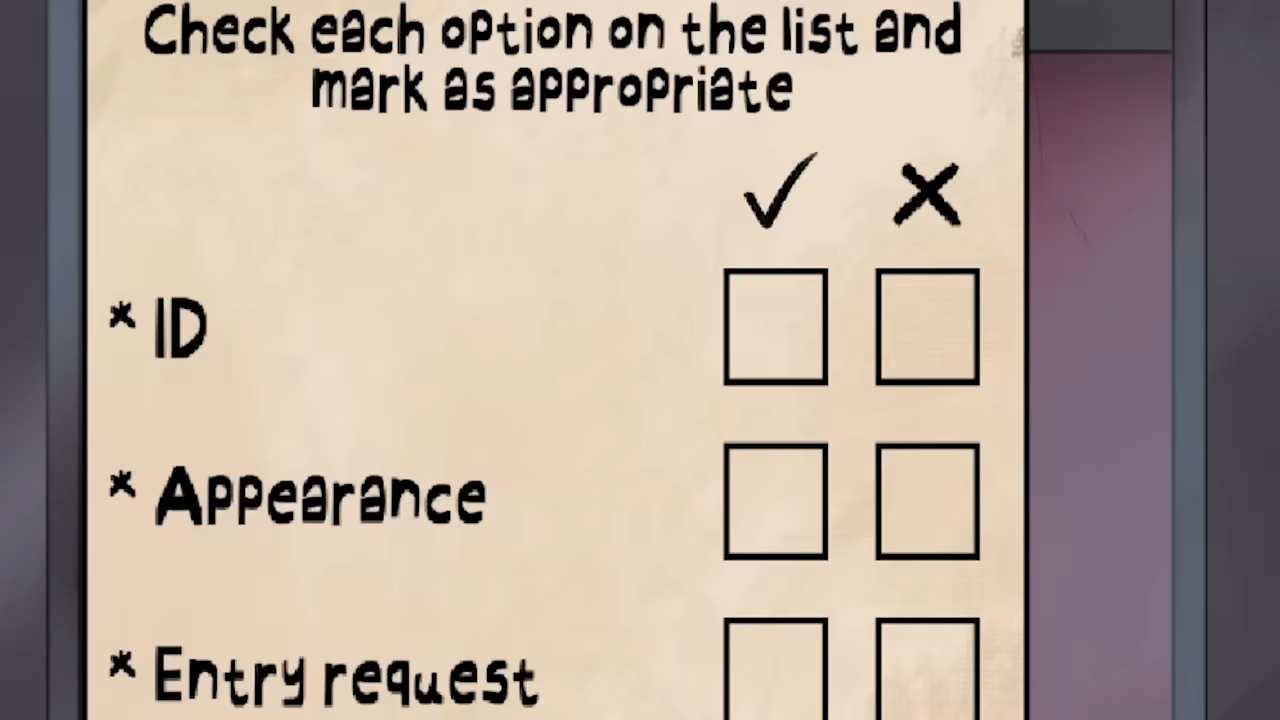 Check each option on the list and
mark as appropriate
✓ ✗
* ID
* Appearance
* Entry request